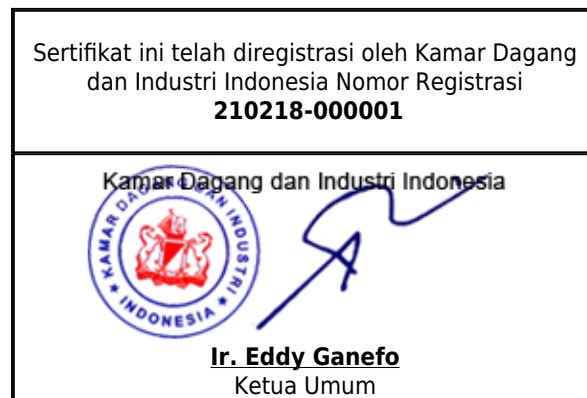 Sertifikat ini telah diregistrasi oleh Kamar Dagang
dan Industri Indonesia Nomor Registrasi
210218-000001
Kamar Dagang dan Industri Indonesia
KAMAR DAGANG DAN INDUSTRI
INDONESIA
Ir. Eddy Ganefo
Ketua Umum